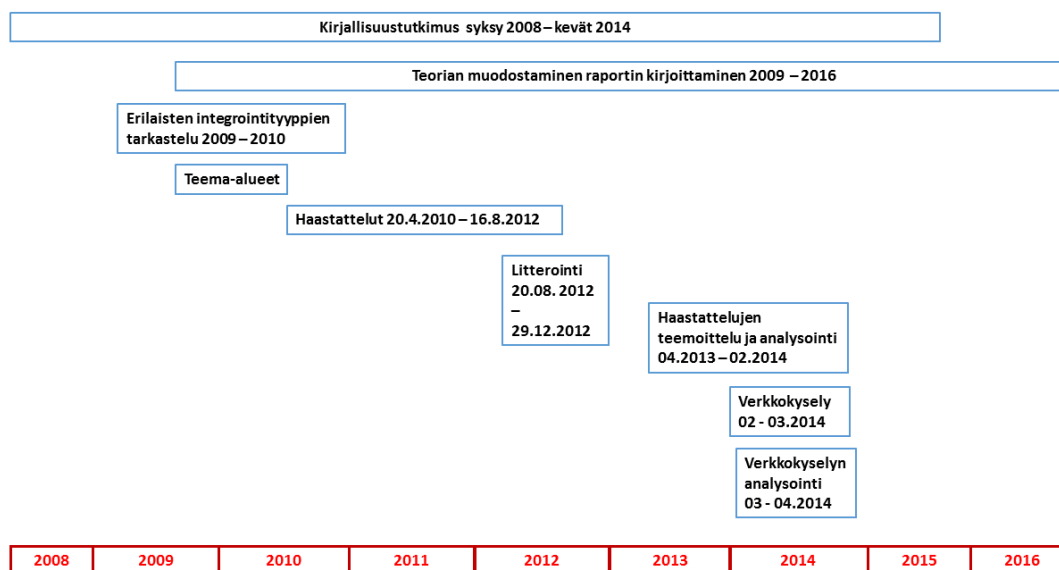 Kirjallisuustutkimus syksy 2008 – kevät 2014
Teorian muodostaminen raportin kirjoittaminen 2009 – 2016
Erilaisten integrointityyppien
tarkastelu 2009 – 2010
Teema-alueet
Haastattelut 20.4.2010 – 16.8.2012
Litterointi
20.08. 2012
–
29.12.2012
Haastattelujen
teemoittelu ja analysointi
04.2013 – 02.2014
Verkkokysely
02 - 03.2014
Verkkokyselyn
analysointi
03 - 04.2014
2008 2009 2010 2011 2012 2013 2014 2015 2016